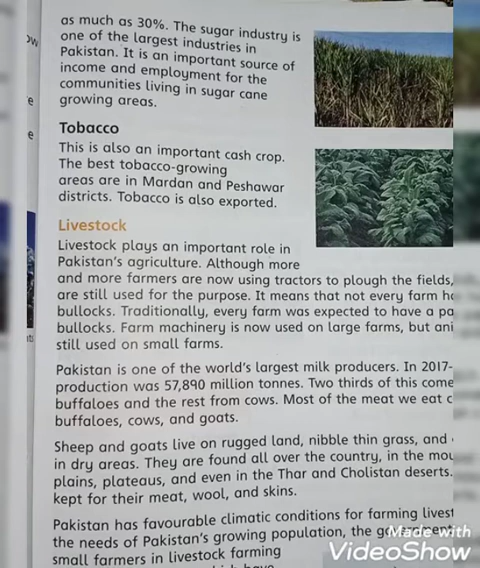 as much as 30%. The sugar industry is
one of the largest industries in
Pakistan. It is an important source of
income and employment for the
communities living in sugar cane
growing areas.
Tobacco
This is also an important cash crop.
The best tobacco-growing
areas are in Mardan and Peshawar
districts. Tobacco is also exported.
Livestock
Livestock plays an important role in
Pakistan's agriculture. Although more
and more farmers are now using tractors to plough the fields,
are still used for the purpose. It means that not every farm
bullocks. Traditionally, every farm was expected to have a
bullocks. Farm machinery is now used on large farms, but
still used on small farms.
Pakistan is one of the world's largest milk producers. In 2017-
production was 57,890 million tonnes. Two thirds of this
buffaloes and the rest from cows. Most of the meat we eat
buffaloes, cows, and goats.
Sheep and goats live on rugged land, nibble thin grass, and
in dry areas. They are found all over the country, in the
plains, plateaus, and even in the Thar and Cholistan deserts.
kept for their meat, wool, and skins.
Pakistan has favourable climatic conditions for farming
the needs of Pakistan's growing population, the government
small farmers in livestock farming
Made with
VideoShow